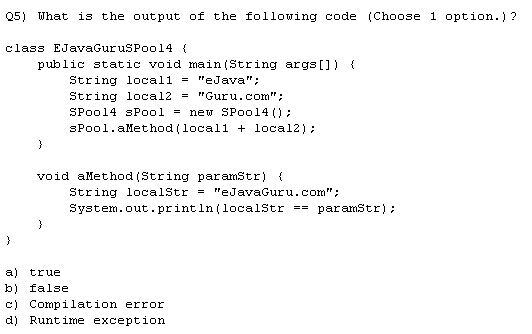 Q5) What is the output of the following code (Choose 1 option.)?
class EJavaGuruSPool4 {
    public static void main(String args[]) {
        String local1 = "eJava";
        String local2 = "Guru.com";
        SPool4 sPool = new SPool4();
        sPool.aMethod(local1 + local2);
    }
    void aMethod(String paramStr) {
        String localStr = "eJavaGuru.com";
        System.out.println(localStr == paramStr);
    }
}
a) true
b) false
c) Compilation error
d) Runtime exception